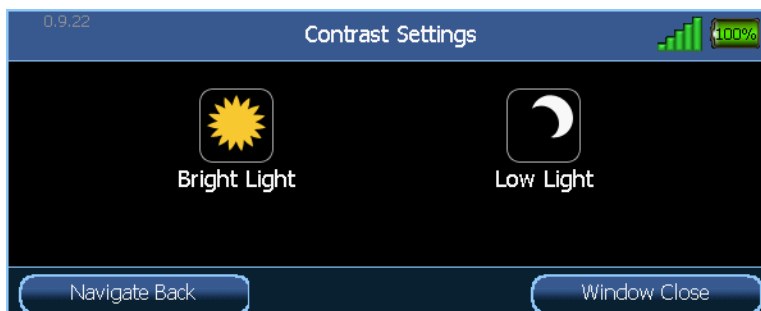 0.9.22
Contrast Settings
100%
Bright Light
Low Light
Navigate Back
Window Close